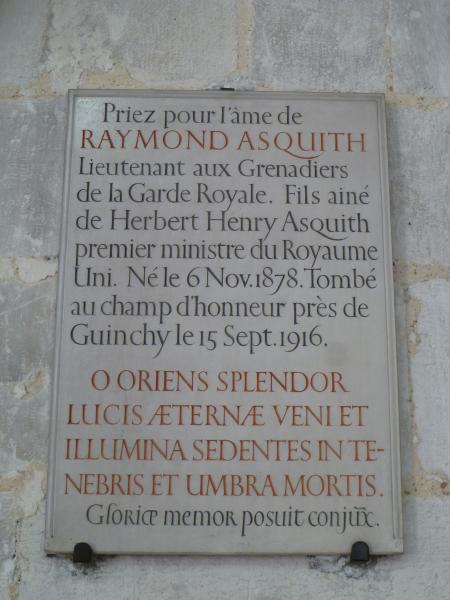 Priez pour l'âme de
RAYMOND ASQUITH
Lieutenant aux Grenadiers
de la Garde Royale. Fils ainé
de Herbert Henry Asquith
premier ministre du Royaume
Uni. Né le 6 Nov. 1878. Tombé
au champ d'honneur près de
Guinchy le 15 Sept. 1916.
O ORIENS SPLENDOR
LUCIS ÆTERNÆ VENI ET
ILLUMINA SEDENTES IN TE-
NEBRIS ET UMBRA MORTIS.
Gloriæ memor posuit conjux̃.